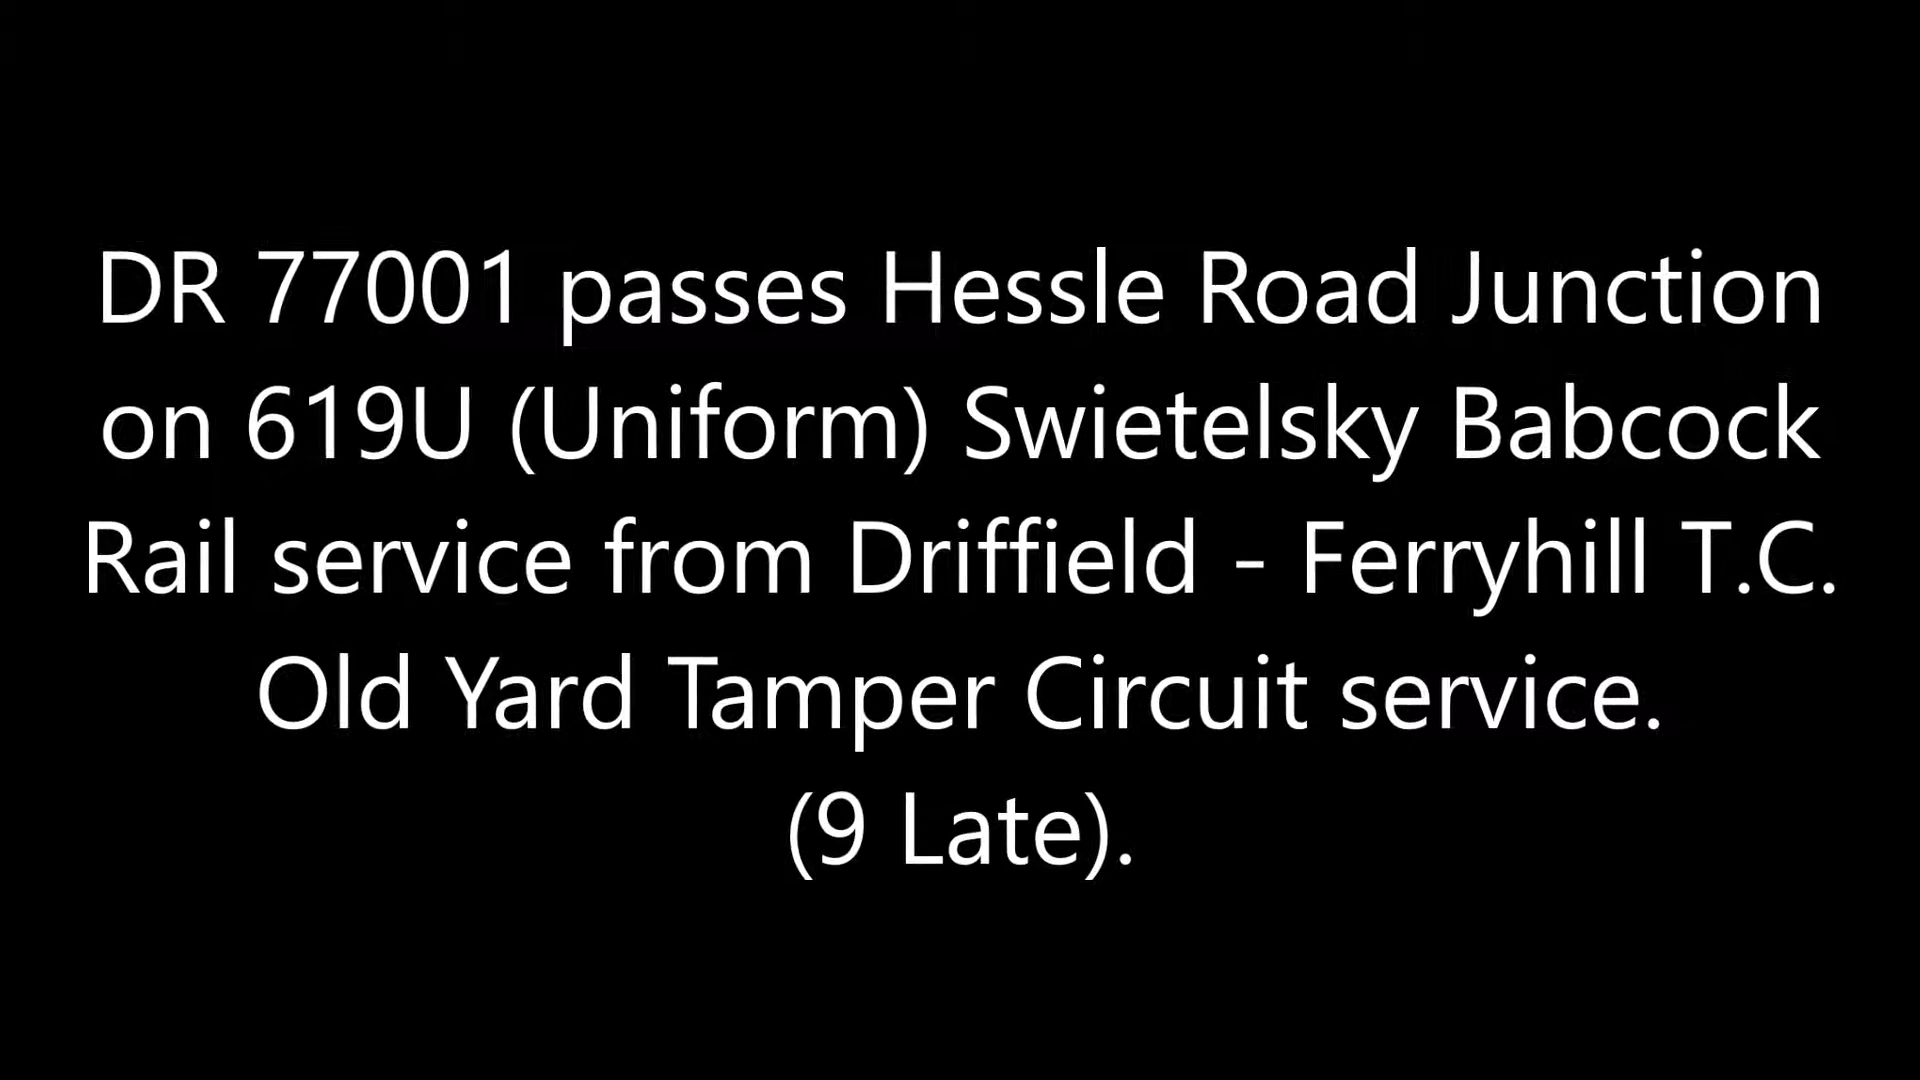 DR 77001 passes Hessle Road Junction
on 619U (Uniform) Swietelsky Babcock
Rail service from Driffield - Ferryhill T.C.
Old Yard Tamper Circuit service.
(9 Late).